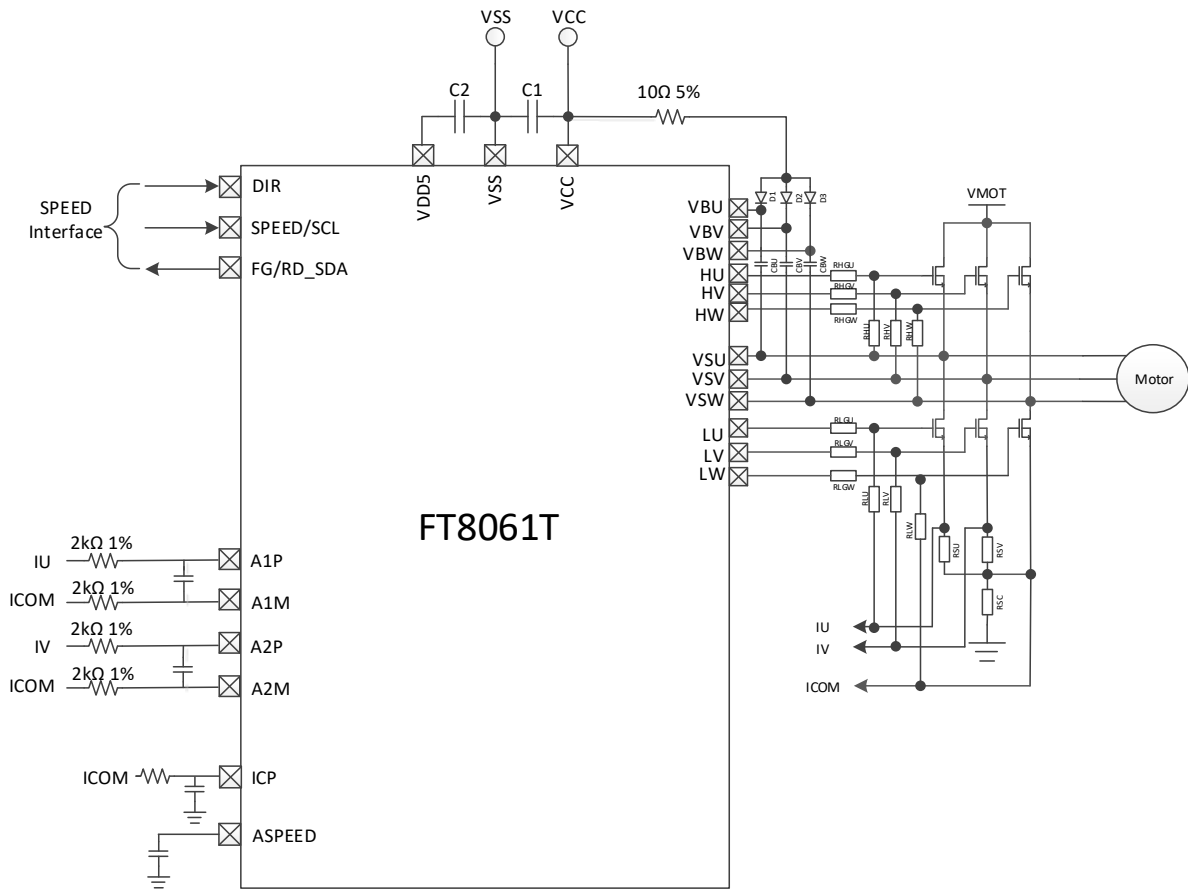 VSS
VCC
C2
C1
10Ω 5%
VDD5
VSS
VCC
SPEED
Interface
DIR
SPEED/SCL
FG/RD_SDA
D1
D2
D3
VMOT
VBU
VBV
VBW
CBU
CBV
CBW
HU
HV
HW
RHGU
RHGV
RHGW
RHU
RHV
RHW
VSU
VSV
VSW
Motor
LU
LV
LW
RLGU
RLGV
RLGW
RLU
RLV
RLW
RSU
RSV
RSC
FT8061T
IU
2kΩ 1%
A1P
ICOM
2kΩ 1%
A1M
IV
2kΩ 1%
A2P
ICOM
2kΩ 1%
A2M
IU
IV
ICOM
ICOM
ICP
ASPEED